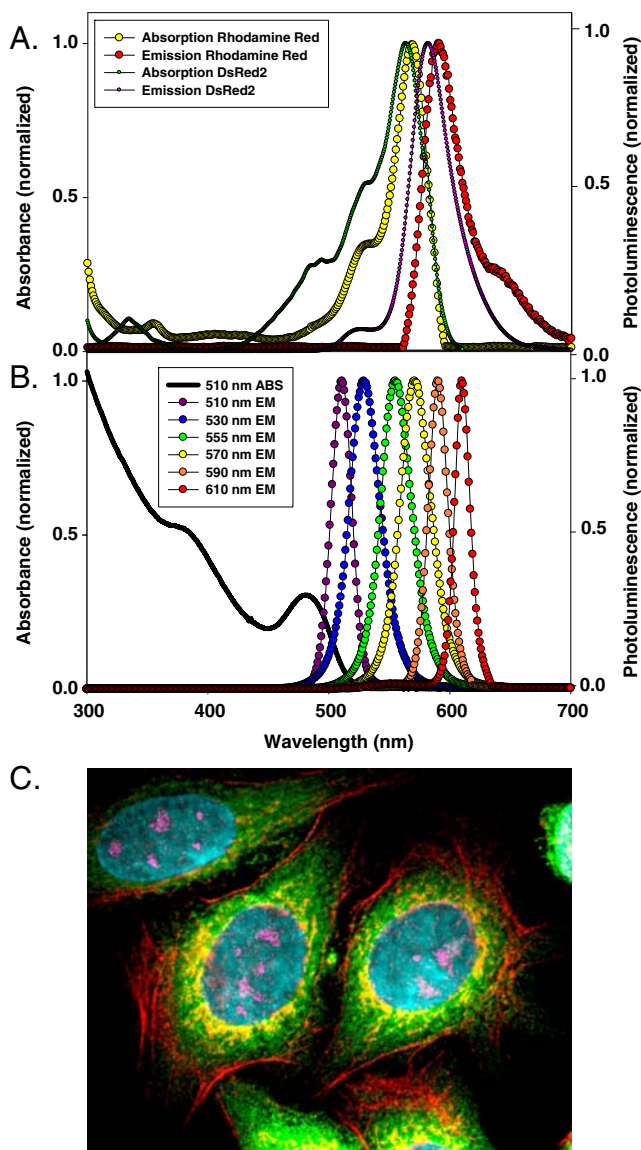 A.
Absorption Rhodamine Red
Emission Rhodamine Red
Absorption DsRed2
Emission DsRed2
1.0
0.5
0.0
Absorbance (normalized)
1.0
0.5
0.0
Photoluminescence (normalized)
B.
510 nm ABS
510 nm EM
530 nm EM
555 nm EM
570 nm EM
590 nm EM
610 nm EM
1.0
0.5
0.0
Absorbance (normalized)
1.0
0.5
0.0
Photoluminescence (normalized)
300 400 500 600 700
Wavelength (nm)
C.